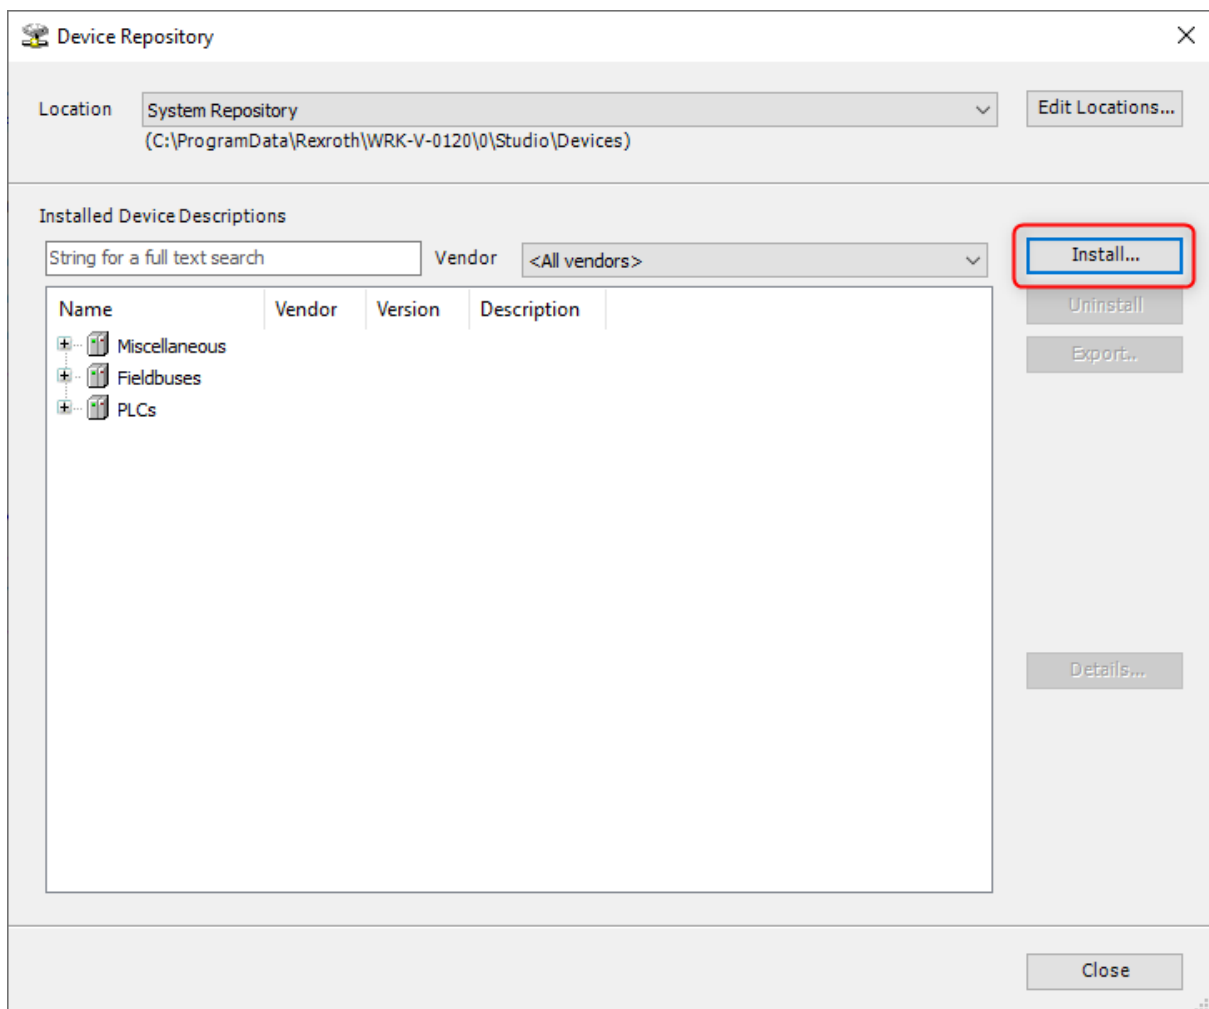 Device Repository
Location System Repository Edit Locations...
(C:\ProgramData\Rexroth\WRK-V-0120\0\Studio\Devices)
Installed Device Descriptions
String for a full text search Vendor <All vendors> Install...
Name Vendor Version Description Uninstall
Miscellaneous Export..
Fieldbuses
PLCs
Details...
Close